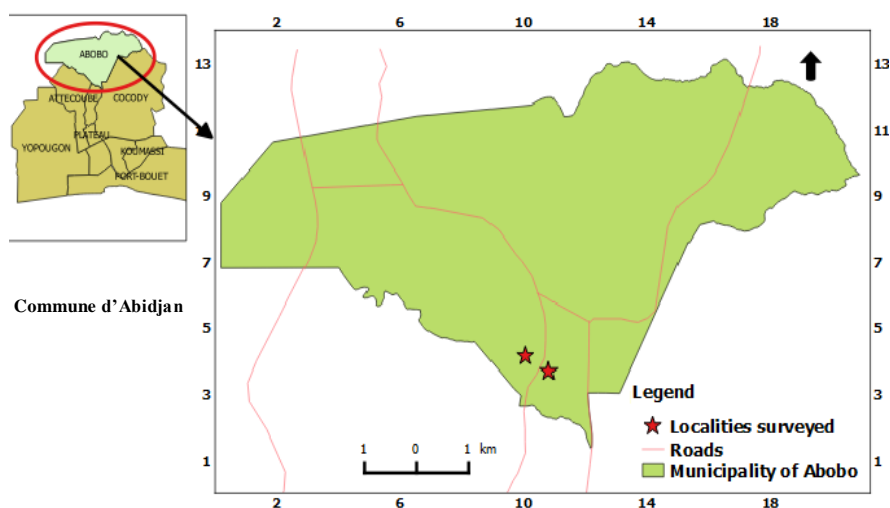 2 6 10 14 18
ABOBO
ATTECOUBE COCODY
PLATEAU
YOPOUGON KOUMASSI
PORT-BOUET
13 13
11 11
9 9
7 7
5 5
3 3
1 1
Commune d'Abidjan
Legend
Localities surveyed
Roads
Municipality of Abobo
1 0 1 km
2 6 10 14 18